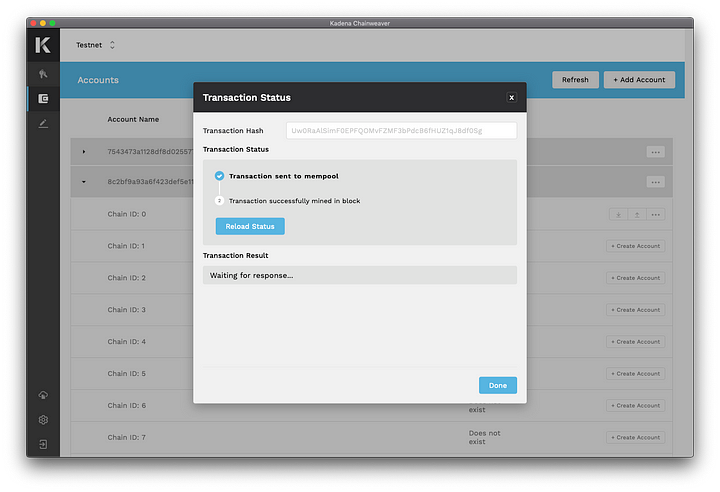 Kadena Chainweaver
Testnet
Accounts
Refresh
+ Add Account
Account Name
7543473a1128df8d02557
8c2bf9a93a6f423def5e11
Chain ID: 0
Chain ID: 1
+ Create Account
Chain ID: 2
+ Create Account
Chain ID: 3
+ Create Account
Chain ID: 4
+ Create Account
Chain ID: 5
+ Create Account
Chain ID: 6
exist
+ Create Account
Chain ID: 7
Does not
exist
+ Create Account
Transaction Status
X
Transaction Hash
Transaction Status
Transaction sent to mempool
2 Transaction successfully mined in block
Reload Status
Transaction Result
Waiting for response...
Done